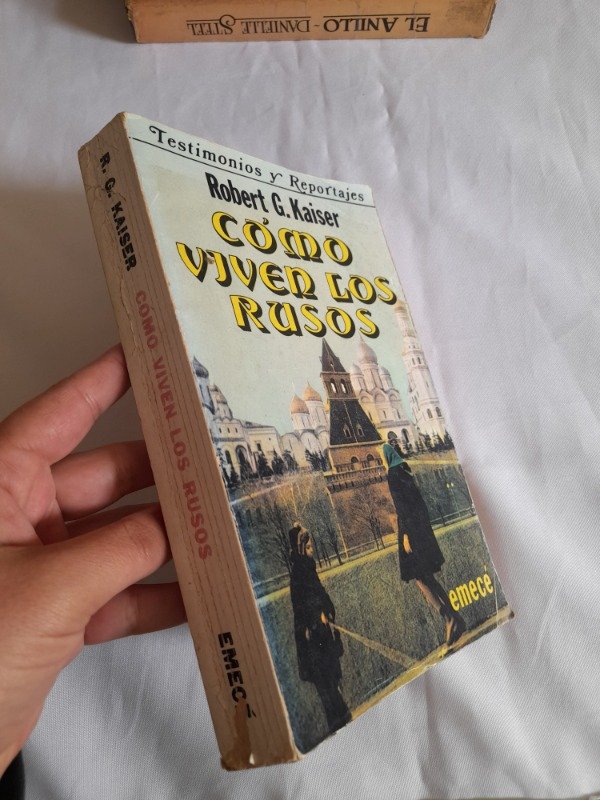 EL ANILLO - DANIELLE STEEL
Testimonios y Reportajes
Robert G. Kaiser
CÓMO
VIVEN LOS
RUSOS
emecé
R. G. KAISER
CÓMO VIVEN LOS RUSOS
EMECÉ